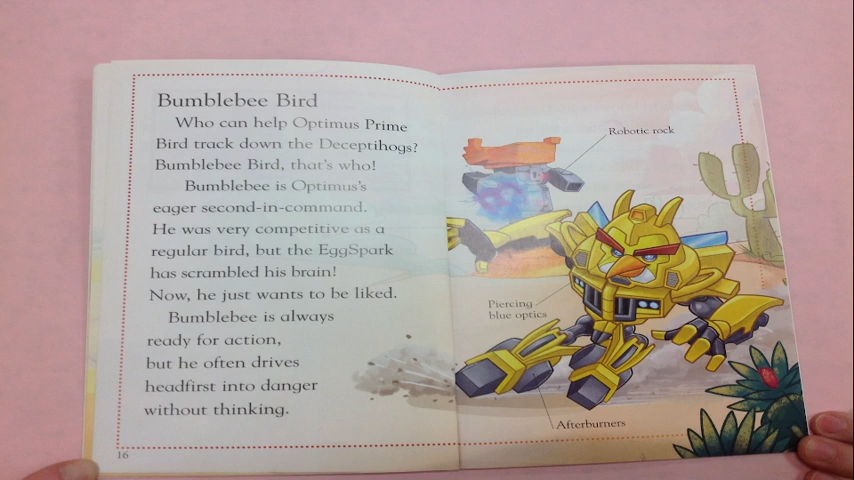 Bumblebee Bird
Who can help Optimus Prime
Bird track down the Deceptihogs?
Bumblebee Bird, that's who!
Bumblebee is Optimus's
eager second-in-command.
He was very competitive as a
regular bird, but the EggSpark
has scrambled his brain!
Now, he just wants to be liked.
Bumblebee is always
ready for action,
but he often drives
headfirst into danger
without thinking.
16
Robotic rock
Piercing
blue optics
Afterburners